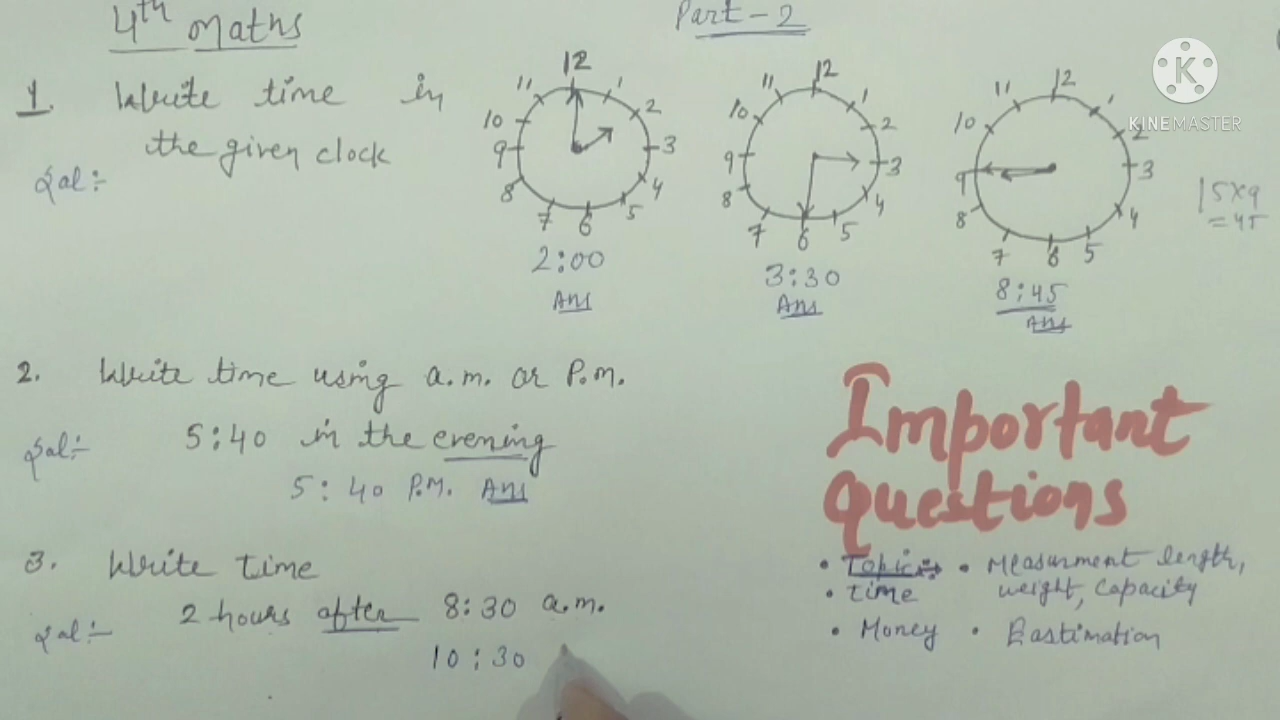 4th maths
Part-2
1. Write time in
the given clock
Sol:-
12 1 2 3 4 5 6 7 8 9 10 11
2:00
Ans
12 1 2 3 4 5 6 7 8 9 10 11
3:30
Ans
12 1 2 3 4 5 6 7 8 9 10 11
8:45
Ans
5x9
=45
K
KINEMASTER
2. Write time using a.m. or P.m.
Sol:- 5:40 in the evening
5:40 P.M. Ans
3. Write time
Sol:- 2 hours after 8:30 a.m.
10:30
Important
Questions
• Topic • Measurment length,
• time weight, capacity
• Money • Eastimation